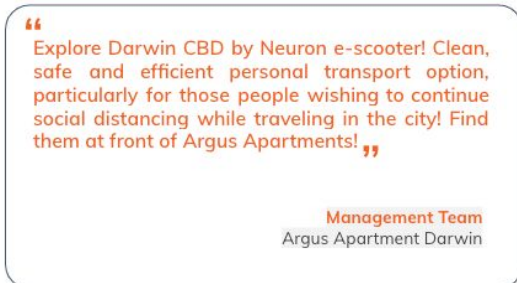 “
Explore Darwin CBD by Neuron e-scooter! Clean,
safe and efficient personal transport option,
particularly for those people wishing to continue
social distancing while traveling in the city! Find
them at front of Argus Apartments! ”
Management Team
Argus Apartment Darwin